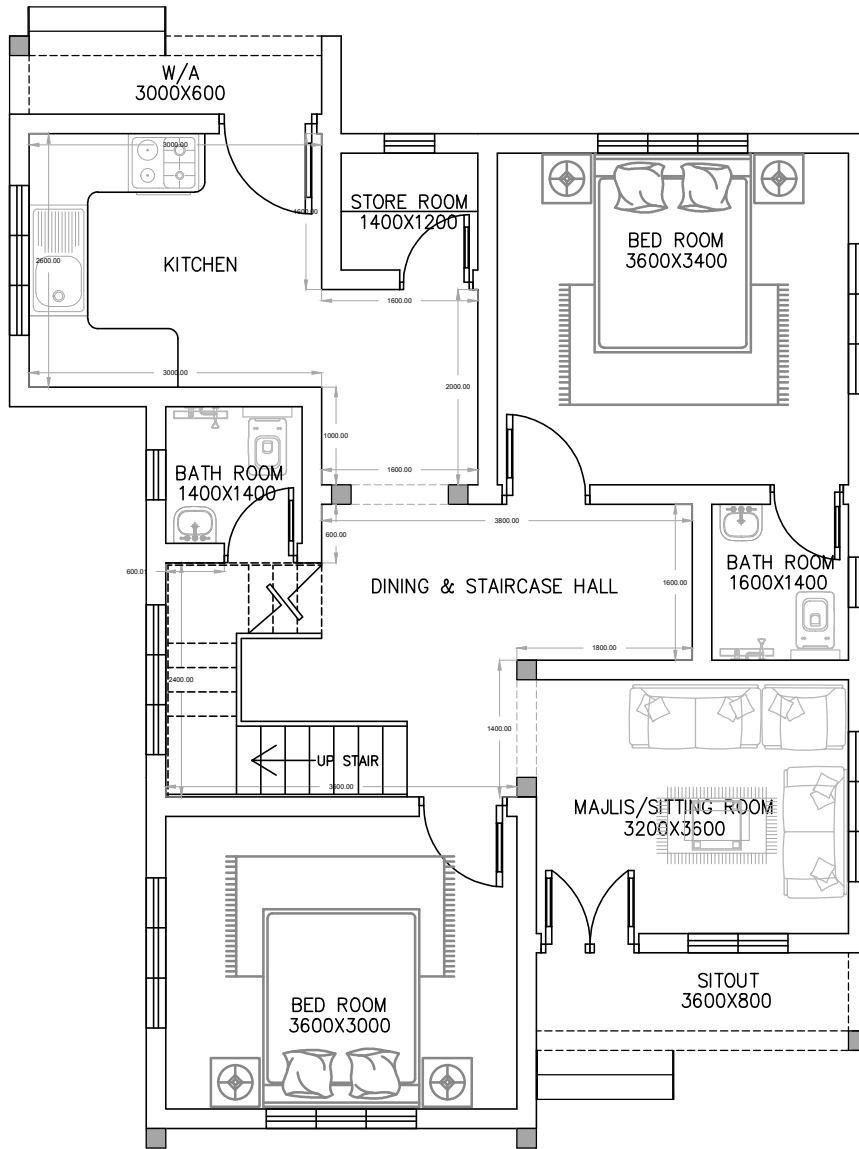 W/A
3000X600
3000.00
STORE ROOM
1400X1200
1600.00
BED ROOM
3600X3400
2600.00
KITCHEN
1600.00
3000.00
2000.00
1000.00
BATH ROOM
1400X1400
1600.00
3800.00
600.00
BATH ROOM
1600X1400
600.01
DINING & STAIRCASE HALL
1600.00
1800.00
2400.00
1400.00
UP STAIR
3600.00
MAJLIS/SITTING ROOM
3200X3600
SITOUT
3600X800
BED ROOM
3600X3000